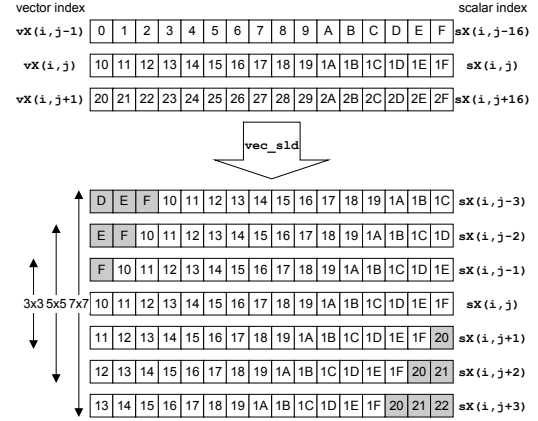 vector index scalar index
vX(i,j-1) 0 1 2 3 4 5 6 7 8 9 A B C D E F sX(i,j-16)
vX(i,j) 10 11 12 13 14 15 16 17 18 19 1A 1B 1C 1D 1E 1F sX(i,j)
vX(i,j+1) 20 21 22 23 24 25 26 27 28 29 2A 2B 2C 2D 2E 2F sX(i,j+16)
vec_sld
D E F 10 11 12 13 14 15 16 17 18 19 1A 1B 1C sX(i,j-3)
E F 10 11 12 13 14 15 16 17 18 19 1A 1B 1C 1D sX(i,j-2)
F 10 11 12 13 14 15 16 17 18 19 1A 1B 1C 1D 1E sX(i,j-1)
3x3 5x5 7x7 10 11 12 13 14 15 16 17 18 19 1A 1B 1C 1D 1E 1F sX(i,j)
11 12 13 14 15 16 17 18 19 1A 1B 1C 1D 1E 1F 20 sX(i,j+1)
12 13 14 15 16 17 18 19 1A 1B 1C 1D 1E 1F 20 21 sX(i,j+2)
13 14 15 16 17 18 19 1A 1B 1C 1D 1E 1F 20 21 22 sX(i,j+3)